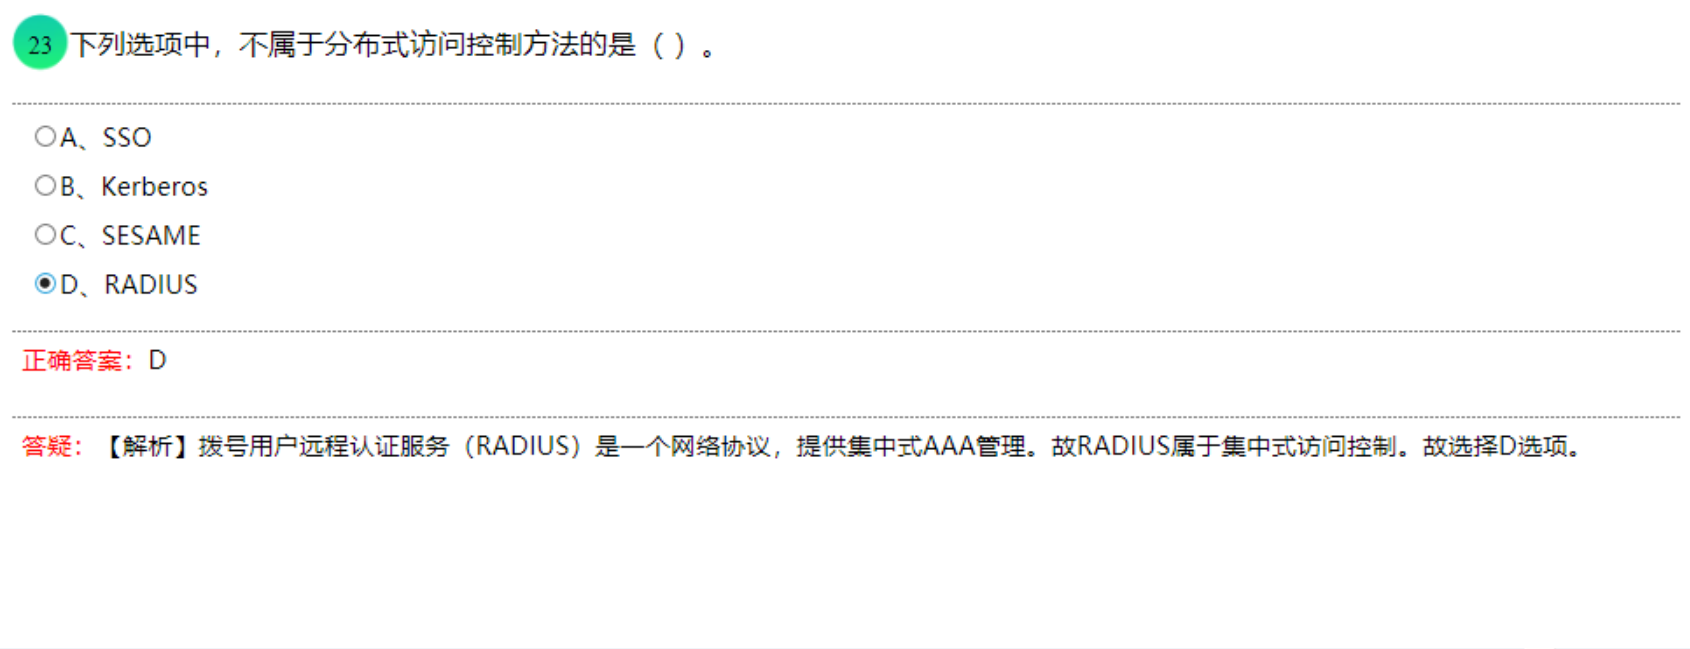 23 下列选项中，不属于分布式访问控制方法的是（ ）。
A、SSO
B、Kerberos
C、SESAME
D、RADIUS
正确答案：D
答疑：【解析】拨号用户远程认证服务（RADIUS）是一个网络协议，提供集中式AAA管理。故RADIUS属于集中式访问控制。故选择D选项。